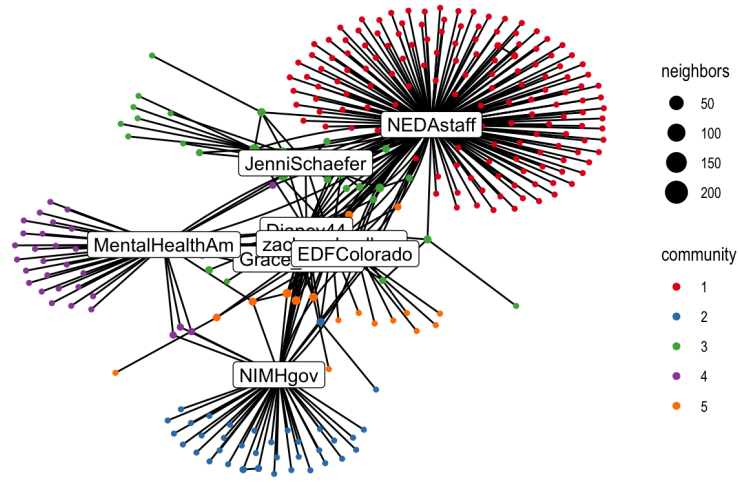 NEDAstaff
JenniSchaefer
MentalHealthAm
EDFColorado
NIMHgov
neighbors
50
100
150
200
community
1
2
3
4
5